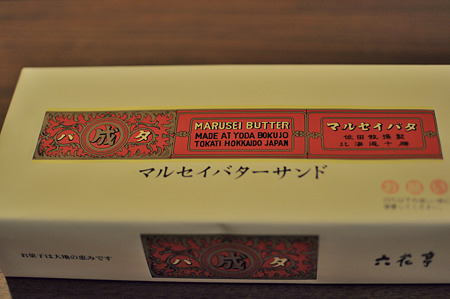 バ 成 タ
MARUSEI BUTTER
MADE AT YODA BOKUJO
TOKATI HOKKAIDO JAPAN
マルセイバタ
依田牧場製
北海道十勝
マルセイバターサンド
お菓子は大地の恵みです
バ 成 タ
六花亭